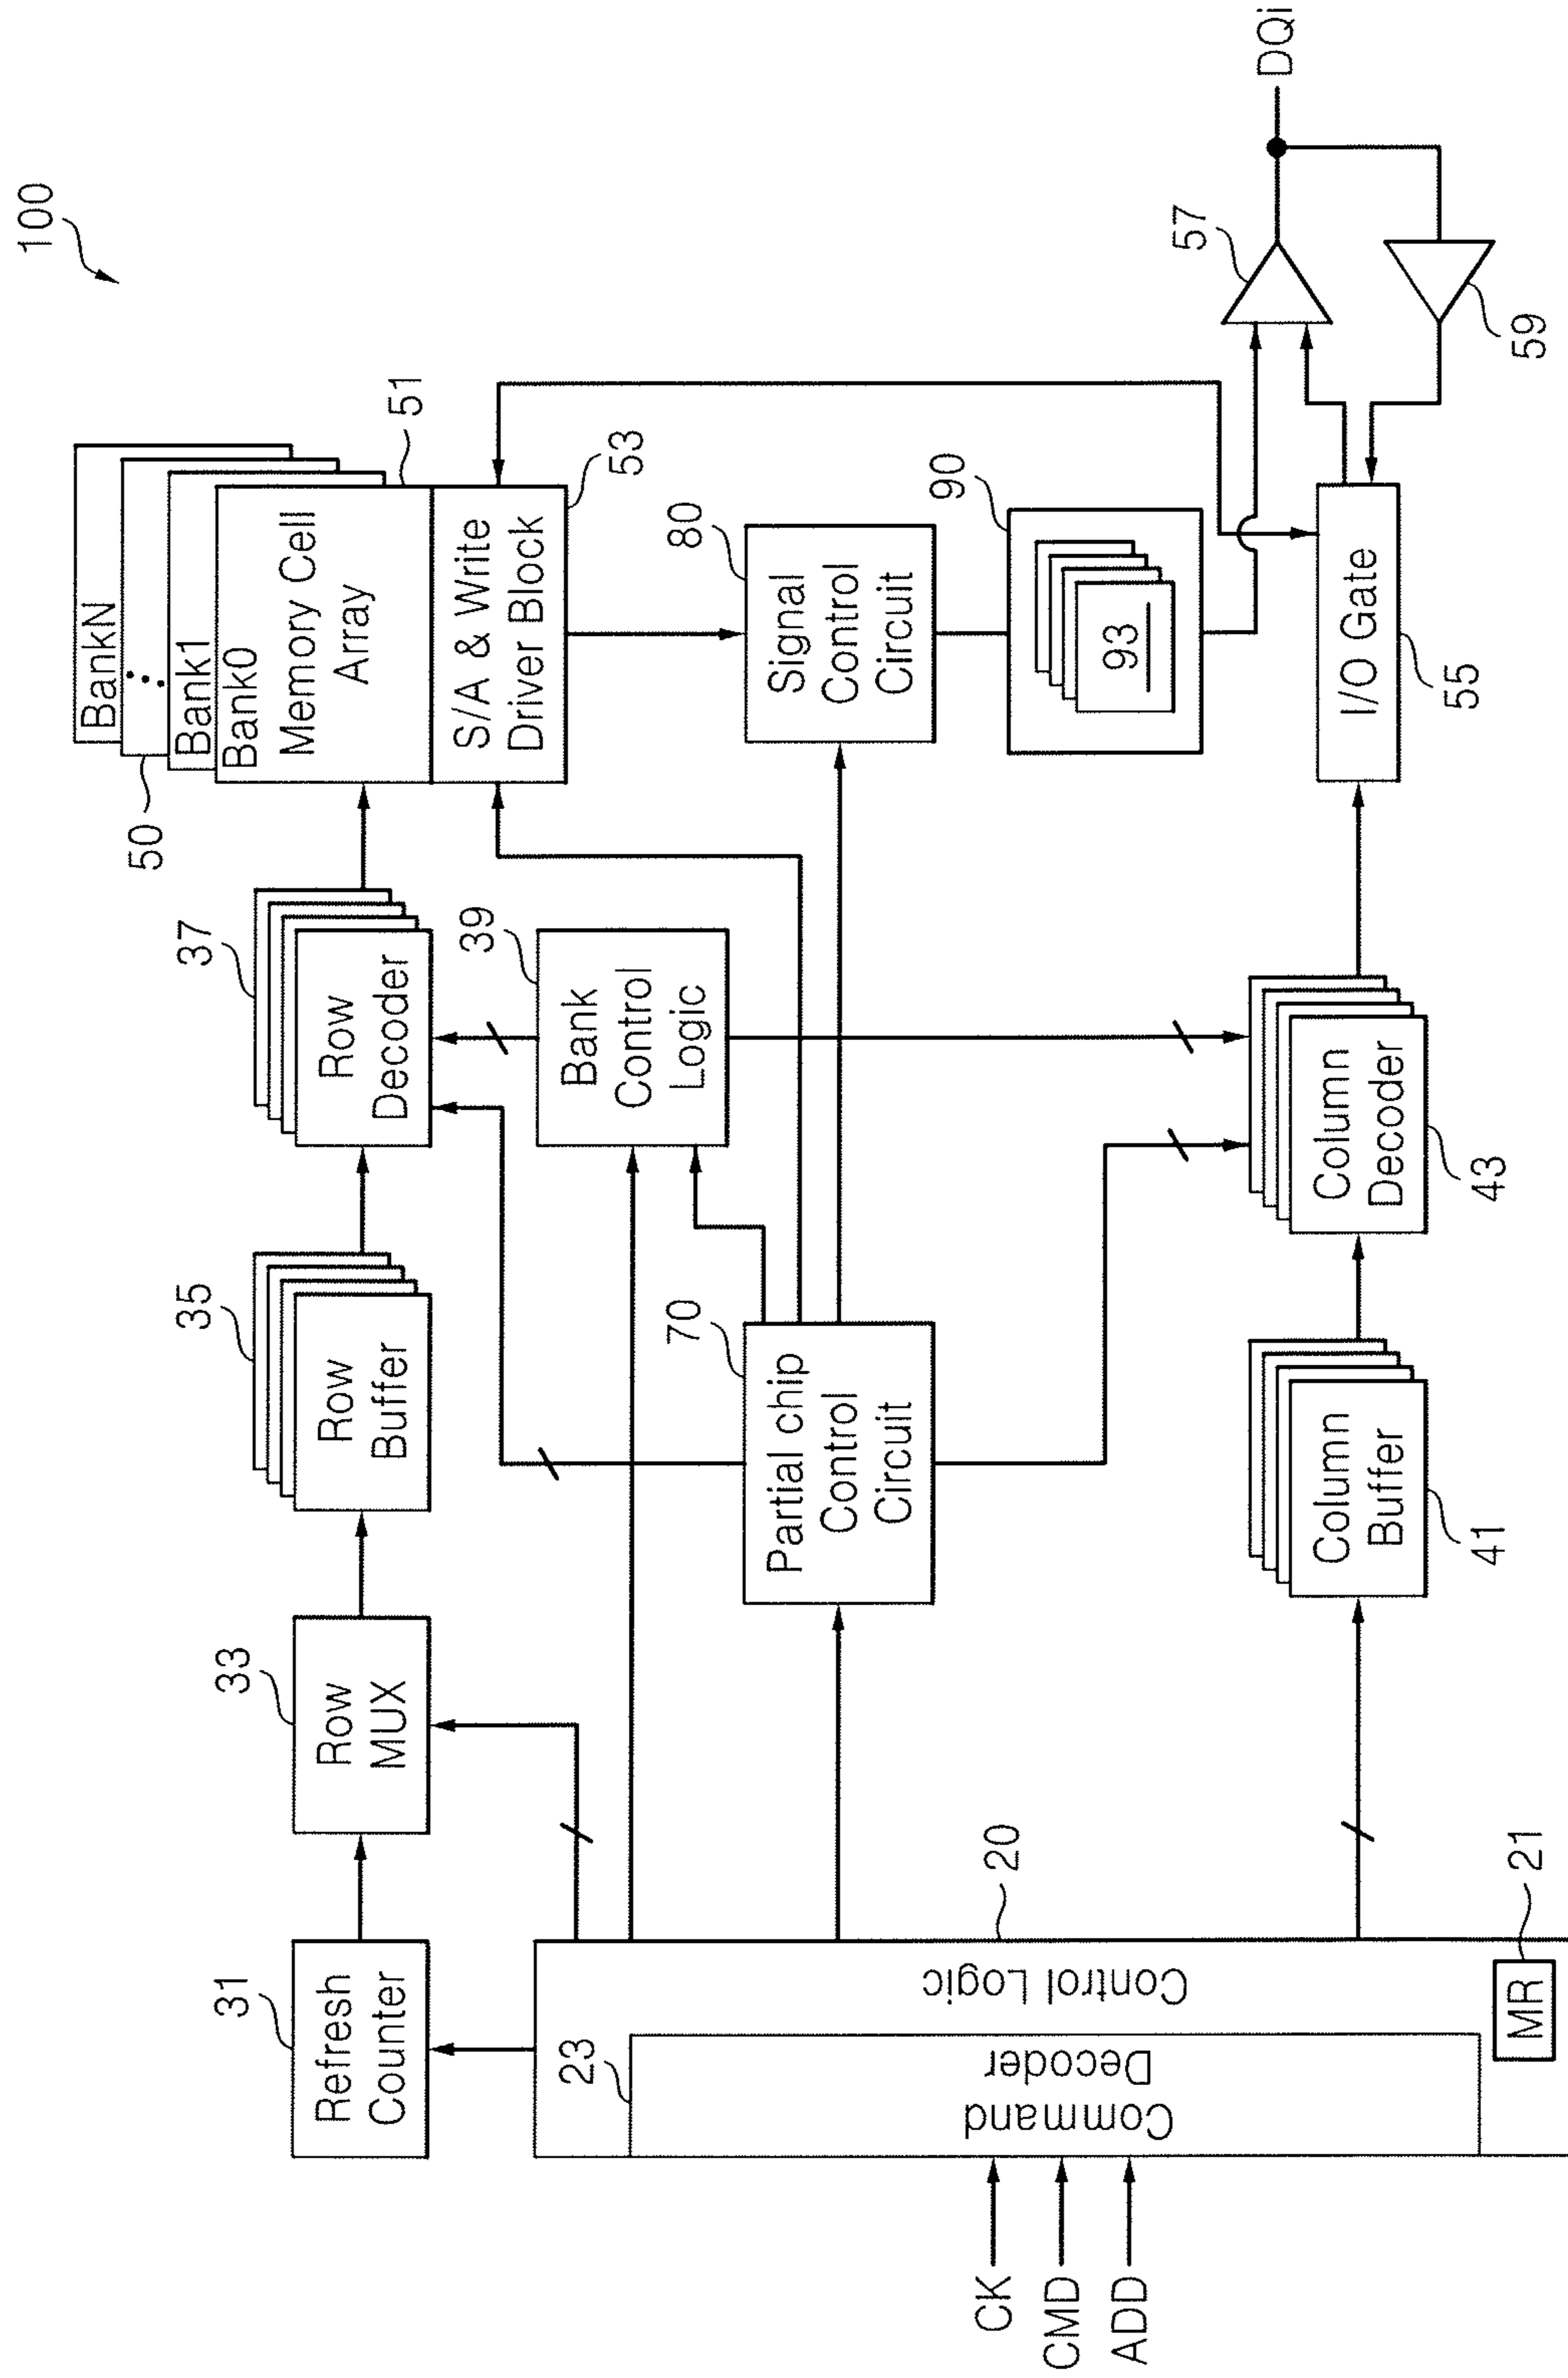 100
31
Refresh
Counter
33
Row
MUX
35
Row
Buffer
37
Row
Decoder
50
BankN
Bank1
Bank0
Memory Cell
Array
51
S/A & Write
Driver Block
53
39
Bank
Control
Logic
70
Partial chip
Control
Circuit
80
Signal
Control
Circuit
90
93
CK
CMD
ADD
23
Command
Decoder
Control Logic
20
MR
21
Column
Buffer
41
Column
Decoder
43
I/O Gate
55
57
59
DQi